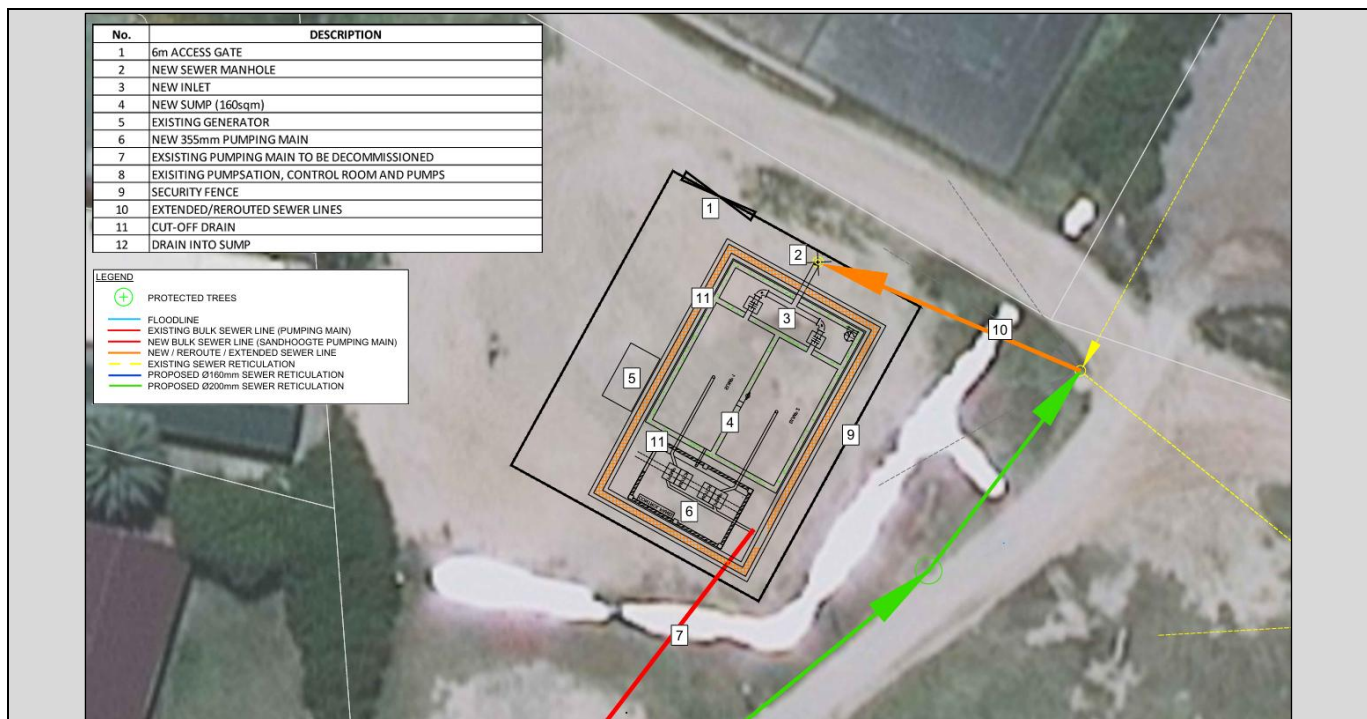 No. DESCRIPTION
1 6m ACCESS GATE
2 NEW SEWER MANHOLE
3 NEW INLET
4 NEW SUMP (160sqm)
5 EXISTING GENERATOR
6 NEW 355mm PUMPING MAIN
7 EXSISTING PUMPING MAIN TO BE DECOMMISSIONED
8 EXISITING PUMPSATION, CONTROL ROOM AND PUMPS
9 SECURITY FENCE
10 EXTENDED/REROUTED SEWER LINES
11 CUT-OFF DRAIN
12 DRAIN INTO SUMP
LEGEND
PROTECTED TREES
FLOODLINE
EXISTING BULK SEWER LINE (PUMPING MAIN)
NEW BULK SEWER LINE (SANDHOOGTE PUMPING MAIN)
NEW / REROUTE / EXTENDED SEWER LINE
EXISTING SEWER RETICULATION
PROPOSED Ø160mm SEWER RETICULATION
PROPOSED Ø200mm SEWER RETICULATION
1
2
11
3
10
5
4
9
11
6
7